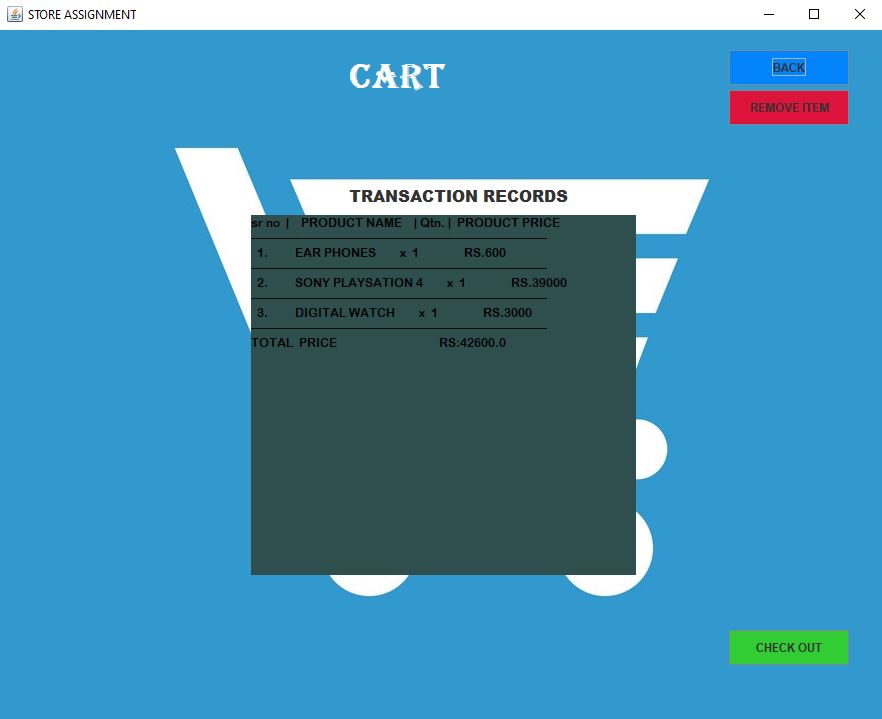 STORE ASSIGNMENT
CART
BACK
REMOVE ITEM
TRANSACTION RECORDS
sr no | PRODUCT NAME | Qtn. | PRODUCT PRICE
1. EAR PHONES x 1 RS.600
2. SONY PLAYSATION 4 x 1 RS.39000
3. DIGITAL WATCH x 1 RS.3000
TOTAL PRICE RS:42600.0
CHECK OUT